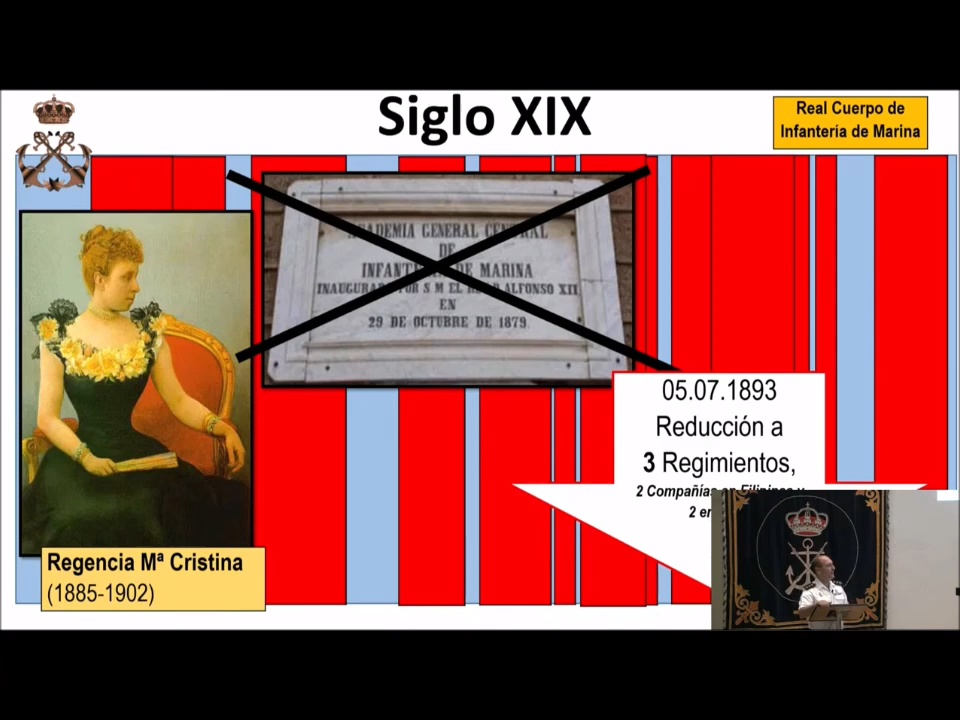 Siglo XIX
Real Cuerpo de
Infantería de Marina
ACADEMIA GENERAL CENTRAL
DE
INFANTERIA DE MARINA
INAUGURADA POR S M EL REY ALFONSO XII
EN
29 DE OCTUBRE DE 1879
05.07.1893
Reducción a
3 Regimientos,
2 Compañías en Filipinas y
2 en
Regencia Mª Cristina
(1885-1902)